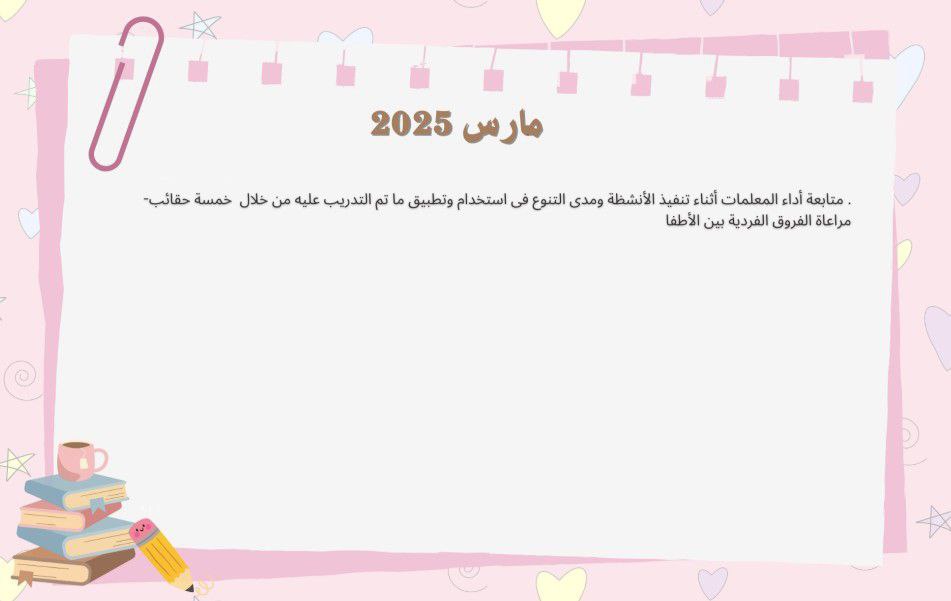 مارس 2025
. متابعة أداء المعلمات أثناء تنفيذ الأنشظة ومدى التنوع فى استخدام وتطبيق ما تم التدريب عليه من خلال خمسة حقائب-
مراعاة الفروق الفردية بين الأطفا